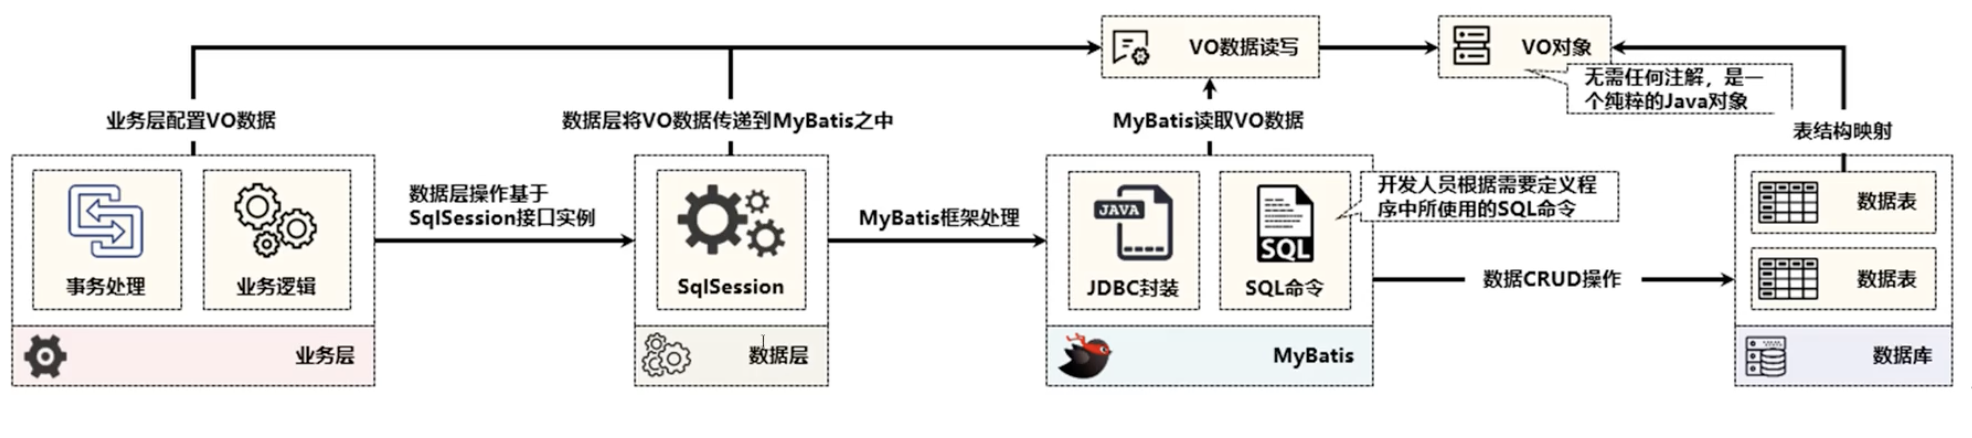 VO数据读写
VO对象
无需任何注解，是一
个纯粹的Java对象
业务层配置VO数据
数据层将VO数据传递到MyBatis之中
MyBatis读取VO数据
表结构映射
数据层操作基于
SqlSession接口实例
MyBatis框架处理
JAVA
SQL
开发人员根据需要定义程
序中所使用的SQL命令
数据表
事务处理
业务逻辑
SqlSession
JDBC封装
SQL命令
数据CRUD操作
数据表
业务层
数据层
MyBatis
数据库